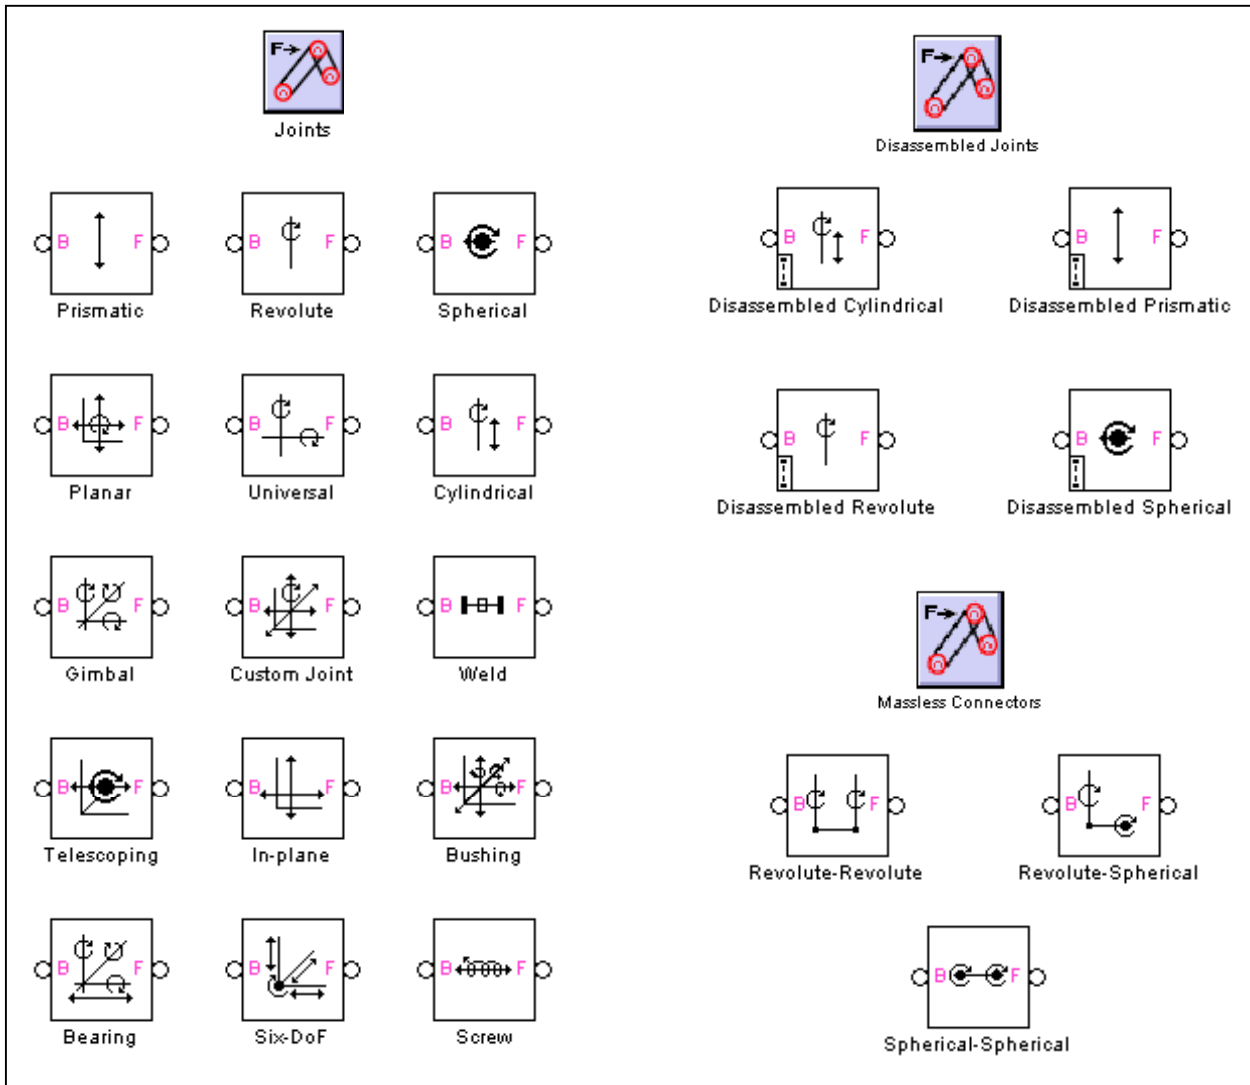 F→
Joints
B F B F B F
Prismatic Revolute Spherical
B F B F B F
Planar Universal Cylindrical
B F B F B F
Gimbal Custom Joint Weld
B F B F B F
Telescoping In-plane Bushing
B F B F B F
Bearing Six-DoF Screw
F→
Disassembled Joints
B F B F
Disassembled Cylindrical Disassembled Prismatic
B F B F
Disassembled Revolute Disassembled Spherical
F→
Massless Connectors
B F B F
Revolute-Revolute Revolute-Spherical
B F
Spherical-Spherical